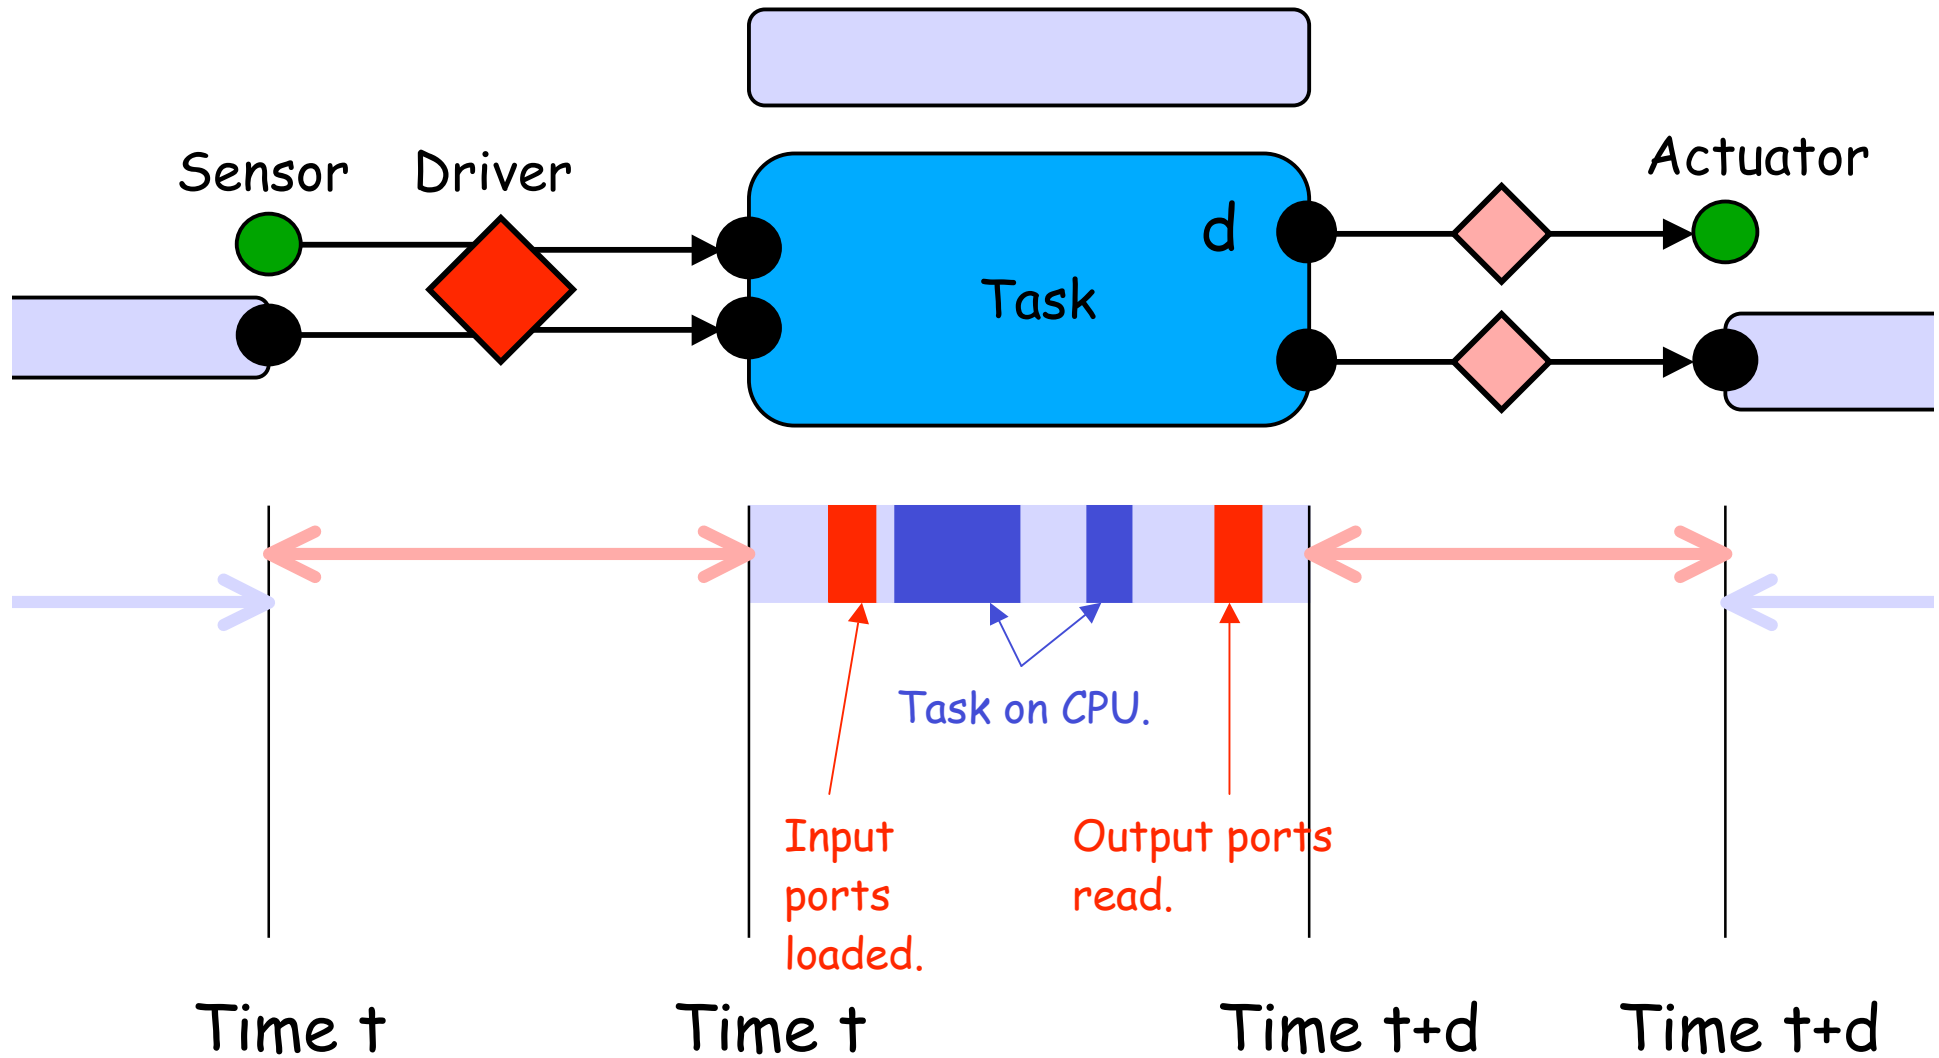 Sensor
Driver
Actuator
d
Task
Task on CPU.
Input
ports
loaded.
Output ports
read.
Time t
Time t
Time t+d
Time t+d